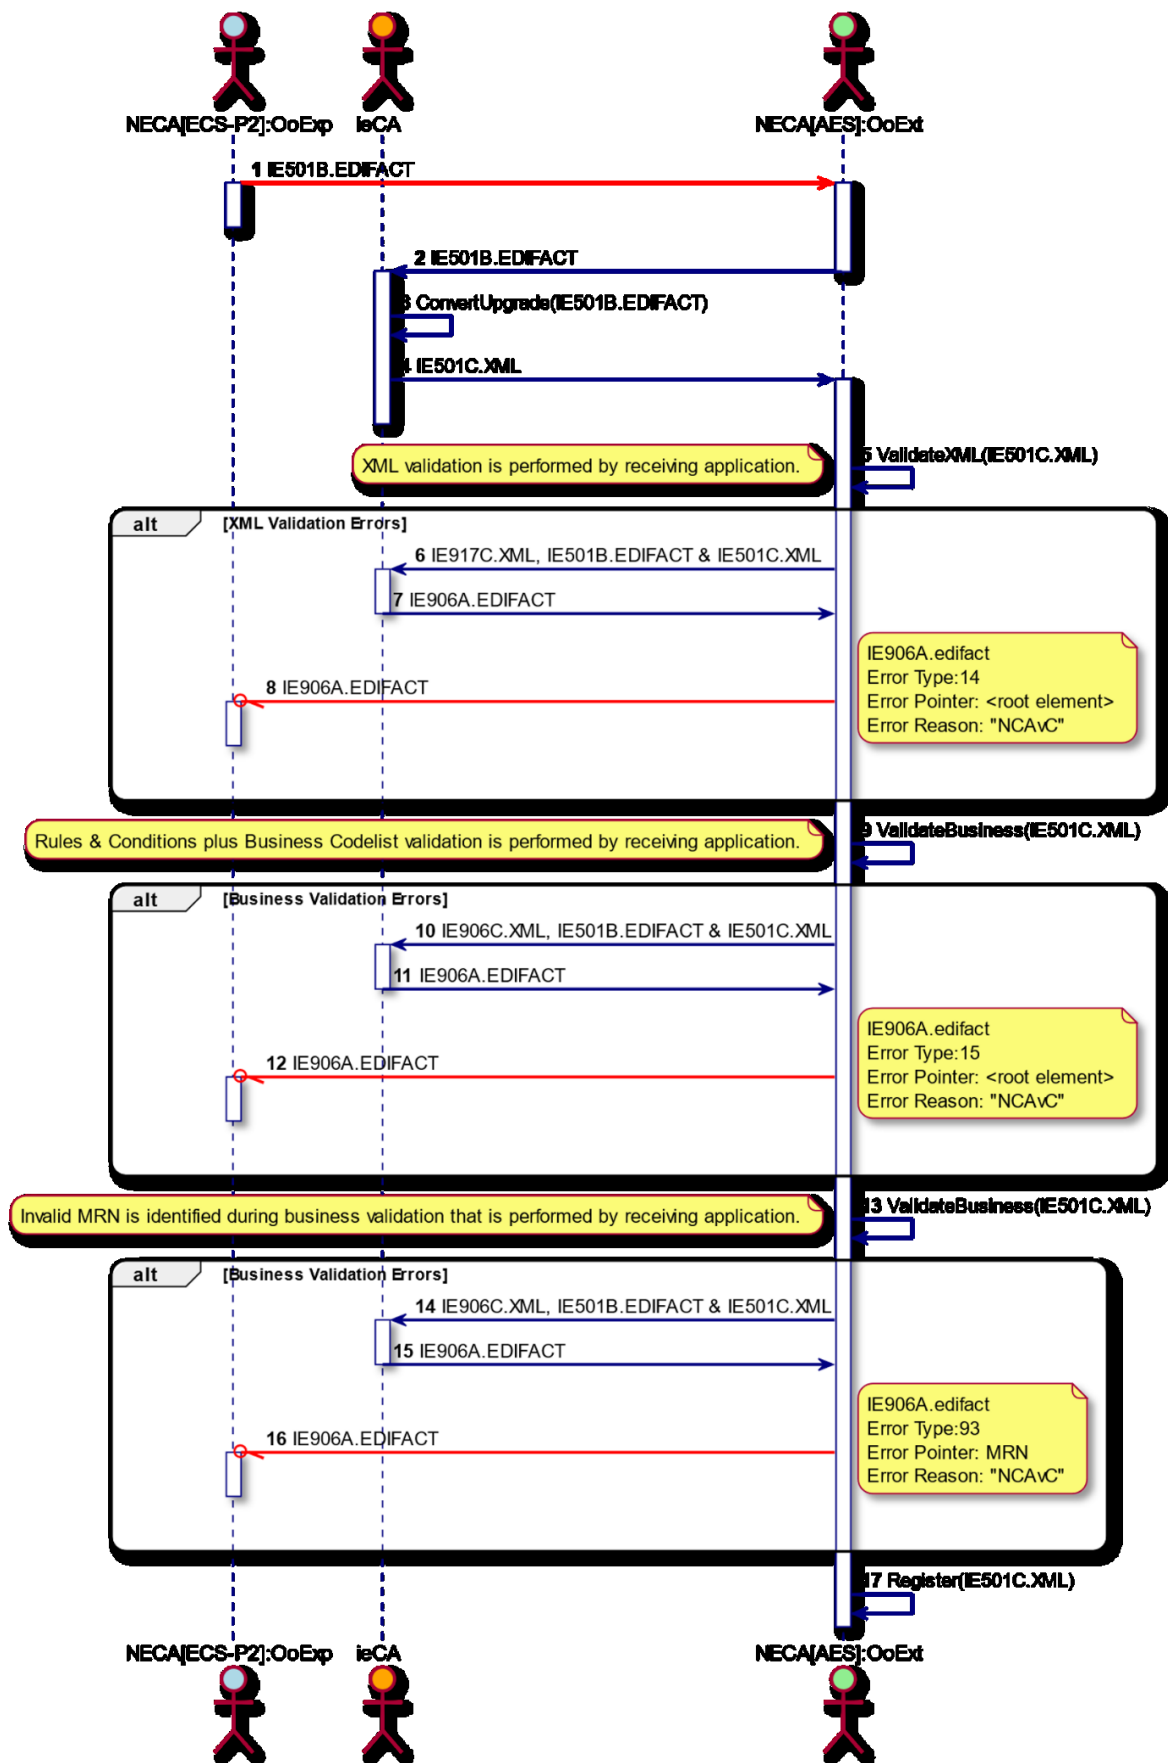 NECA[ECS-P2]:OoExp ieCA NECA[AES]:OoExt
1 IE501B.EDIFACT
2 IE501B.EDIFACT
3 ConvertUpgrade(IE501B.EDIFACT)
4 IE501C.XML
XML validation is performed by receiving application.
5 ValidateXML(IE501C.XML)
alt [XML Validation Errors]
6 IE917C.XML, IE501B.EDIFACT & IE501C.XML
7 IE906A.EDIFACT
8 IE906A.EDIFACT
IE906A.edifact
Error Type:14
Error Pointer: <root element>
Error Reason: "NCAvC"
Rules & Conditions plus Business Codelist validation is performed by receiving application.
9 ValidateBusiness(IE501C.XML)
alt [Business Validation Errors]
10 IE906C.XML, IE501B.EDIFACT & IE501C.XML
11 IE906A.EDIFACT
12 IE906A.EDIFACT
IE906A.edifact
Error Type:15
Error Pointer: <root element>
Error Reason: "NCAvC"
Invalid MRN is identified during business validation that is performed by receiving application.
13 ValidateBusiness(IE501C.XML)
alt [Business Validation Errors]
14 IE906C.XML, IE501B.EDIFACT & IE501C.XML
15 IE906A.EDIFACT
16 IE906A.EDIFACT
IE906A.edifact
Error Type:93
Error Pointer: MRN
Error Reason: "NCAvC"
17 Register(IE501C.XML)
NECA[ECS-P2]:OoExp ieCA NECA[AES]:OoExt